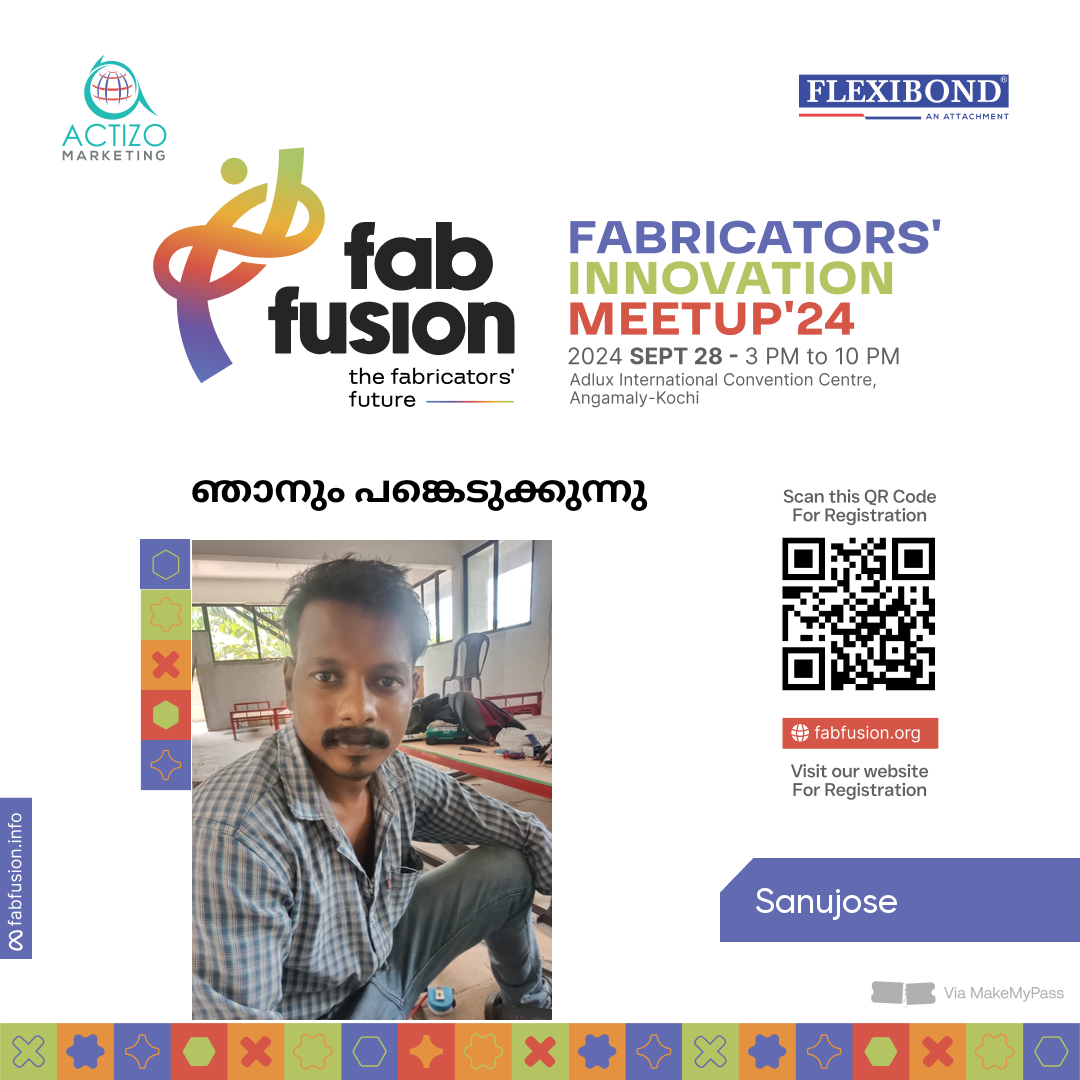 ACTIZO
MARKETING
FLEXIBOND®
AN ATTACHMENT
fab
fusion
the fabricators'
future
FABRICATORS'
INNOVATION
MEETUP'24
2024 SEPT 28 - 3 PM to 10 PM
Adlux International Convention Centre,
Angamaly-Kochi
ഞാനും പങ്കെടുക്കുന്നു
Scan this QR Code
For Registration
fabfusion.org
Visit our website
For Registration
fabfusion.info
Sanujose
Via MakeMyPass